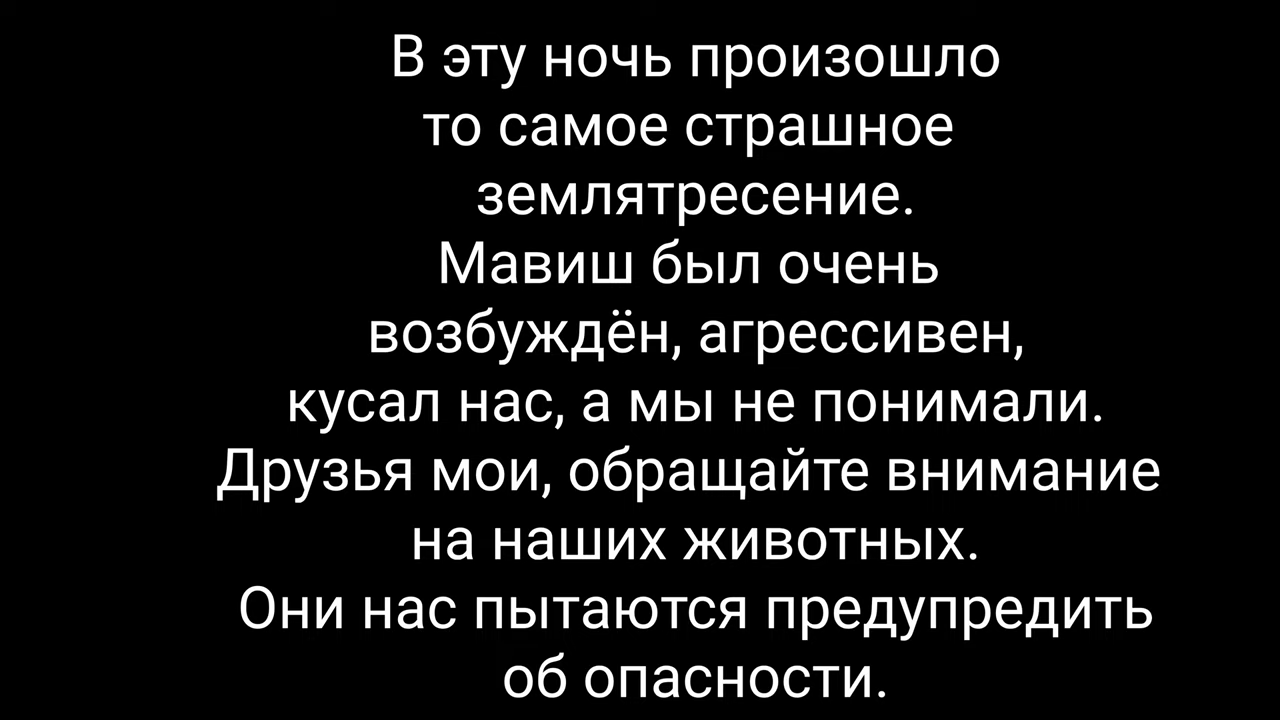 В эту ночь произошло
то самое страшное
землятресение.
Мавиш был очень
возбуждён, агрессивен,
кусал нас, а мы не понимали.
Друзья мои, обращайте внимание
на наших животных.
Они нас пытаются предупредить
об опасности.